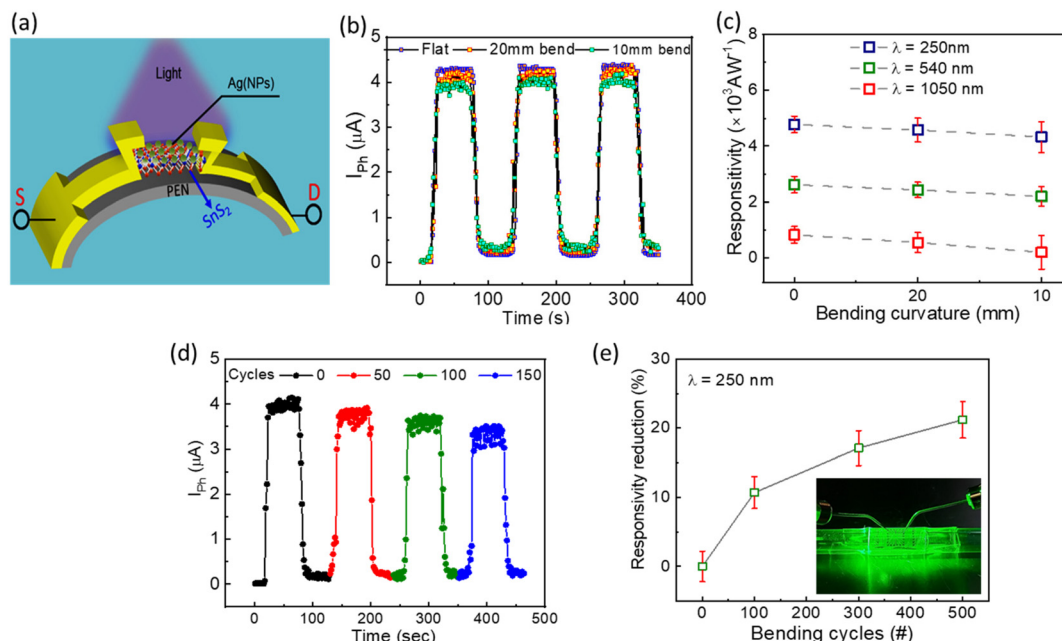 (a)
Light
Ag(NPs)
S
PEN
SnS2
D
(b)
Flat 20mm bend 10mm bend
5
4
3
2
1
0
IPh (μA)
0 100 200 300 400
Time (s)
(c)
λ = 250nm
λ = 540 nm
λ = 1050 nm
8
6
4
2
0
Responsivity (×10³AW⁻¹)
0 20 10
Bending curvature (mm)
(d)
Cycles 0 50 100 150
5
4
3
2
1
0
IPh (μA)
0 100 200 300 400 500
Time (sec)
(e)
λ = 250 nm
30
20
10
0
Responsivity reduction (%)
0 100 300 500
Bending cycles (#)